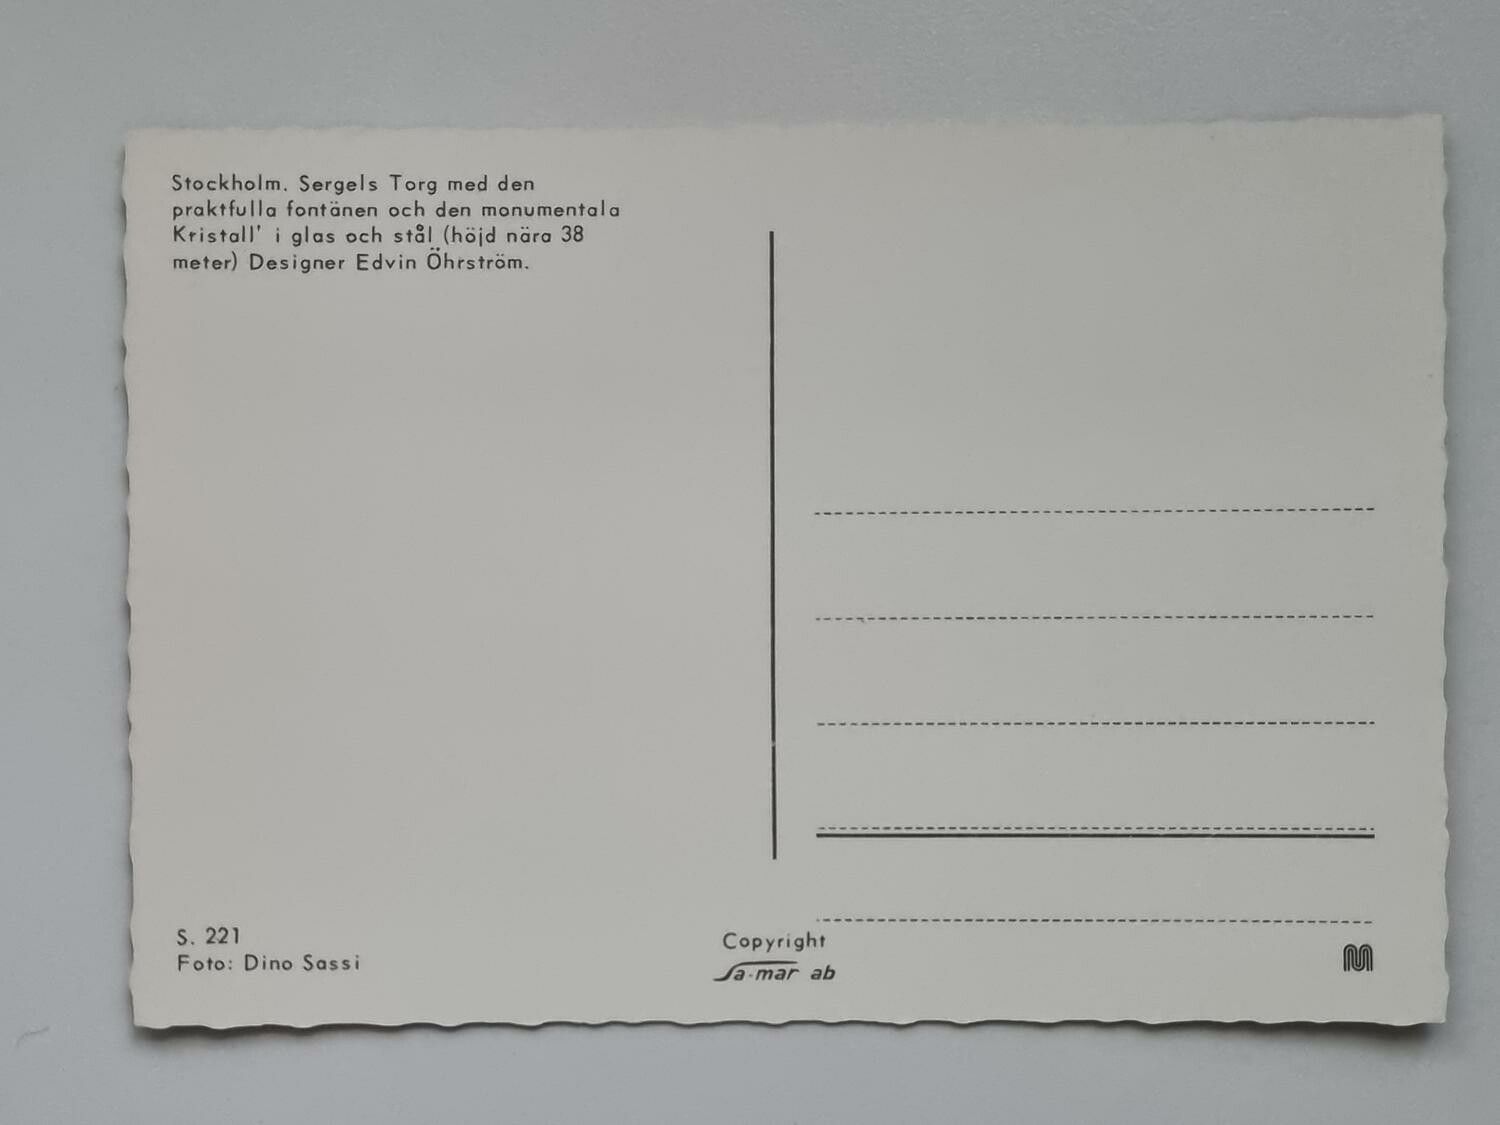 Stockholm. Sergels Torg med den
praktfulla fontänen och den monumentala
Kristall' i glas och stål (höjd nära 38
meter) Designer Edvin Öhrström.
S. 221
Foto: Dino Sassi
Copyright
Sa-mar ab
M